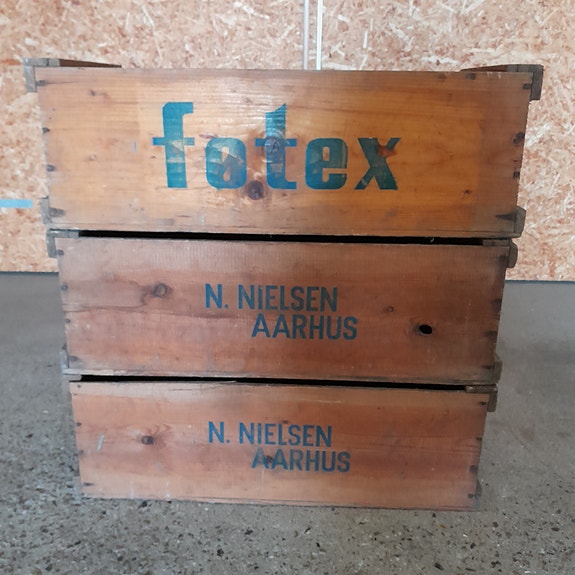 føtex
N. NIELSEN
AARHUS
N. NIELSEN
AARHUS